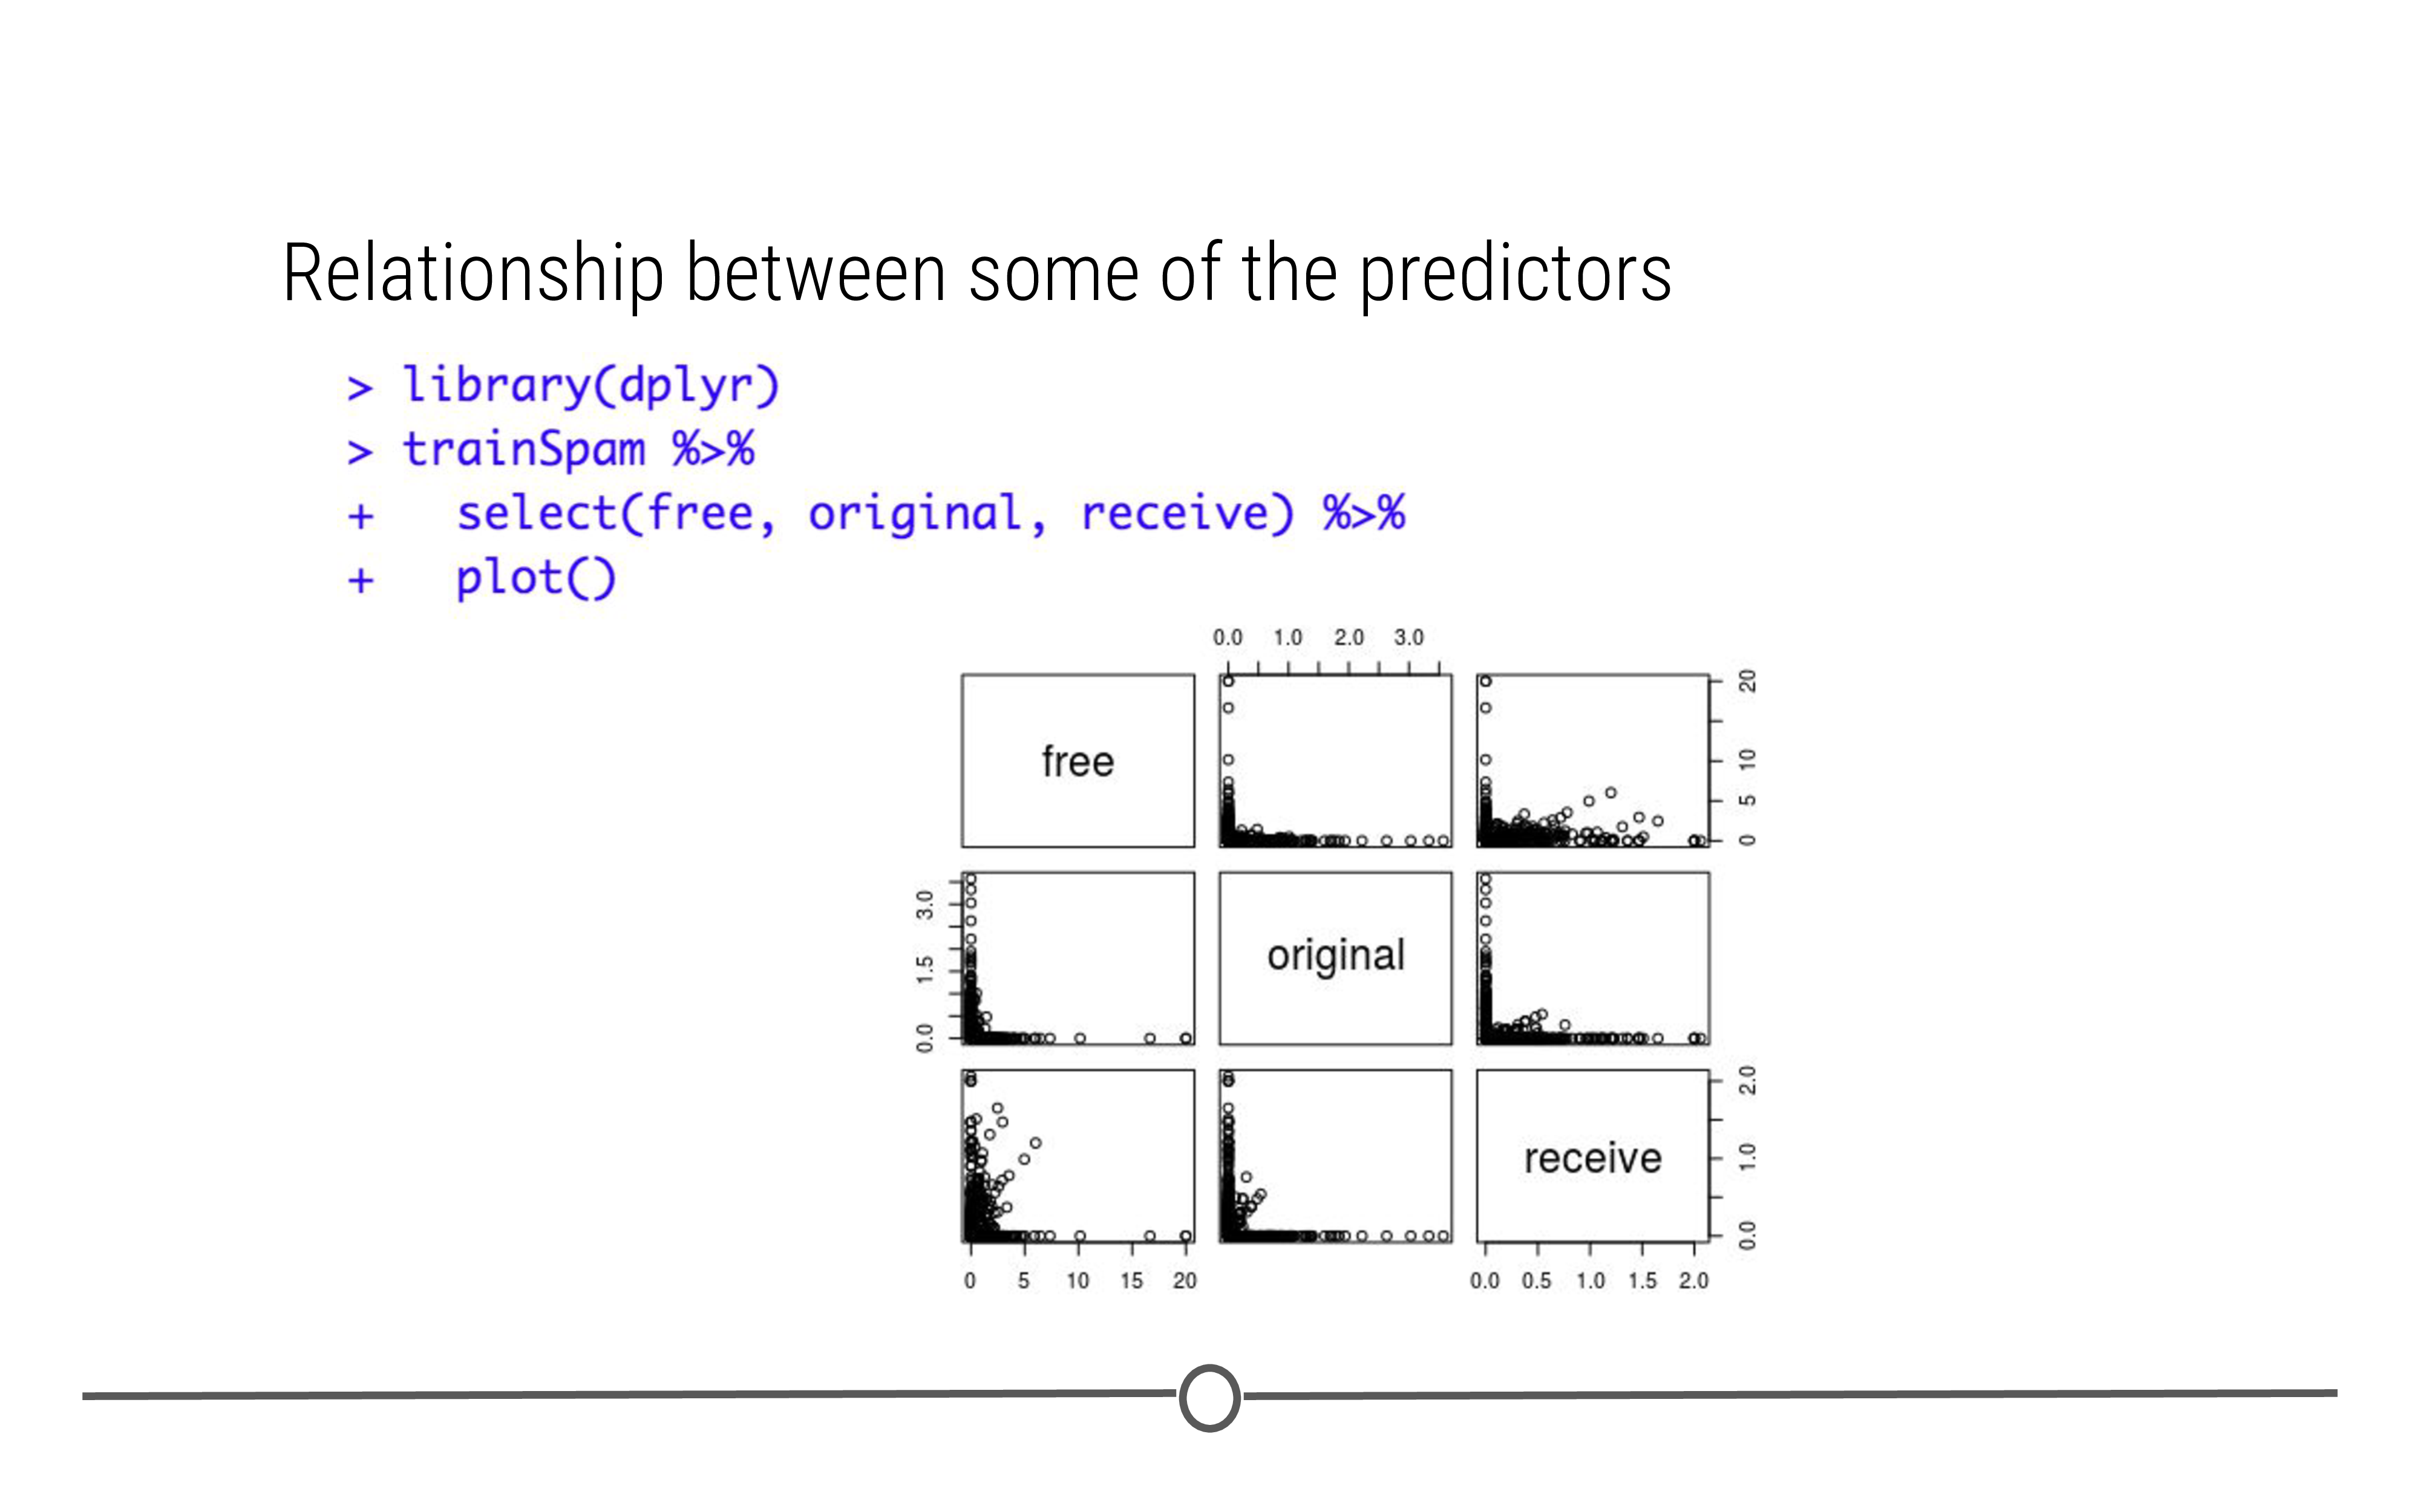 Relationship between some of the predictors
> library(dplyr)
> trainSpam %>%
+   select(free, original, receive) %>%
+   plot()
0.0 1.0 2.0 3.0
free
0 5 10 20
0.0 1.5 3.0
original
receive
0.0 1.0 2.0
0 5 10 15 20
0.0 0.5 1.0 1.5 2.0